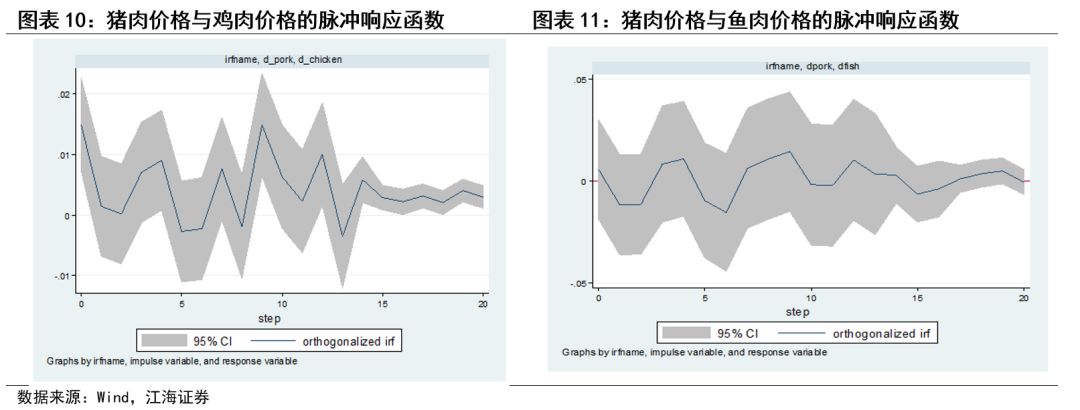 图表 10：猪肉价格与鸡肉价格的脉冲响应函数
irfname, d_pork, d_chicken
.02
.01
0
-.01
0 5 10 15 20
step
95% CI orthogonalized irf
Graphs by irfname, impulse variable, and response variable
图表 11：猪肉价格与鱼肉价格的脉冲响应函数
irfname, dpork, dfish
.05
0
-.05
0 5 10 15 20
step
95% CI orthogonalized irf
Graphs by irfname, impulse variable, and response variable
数据来源：Wind，江海证券